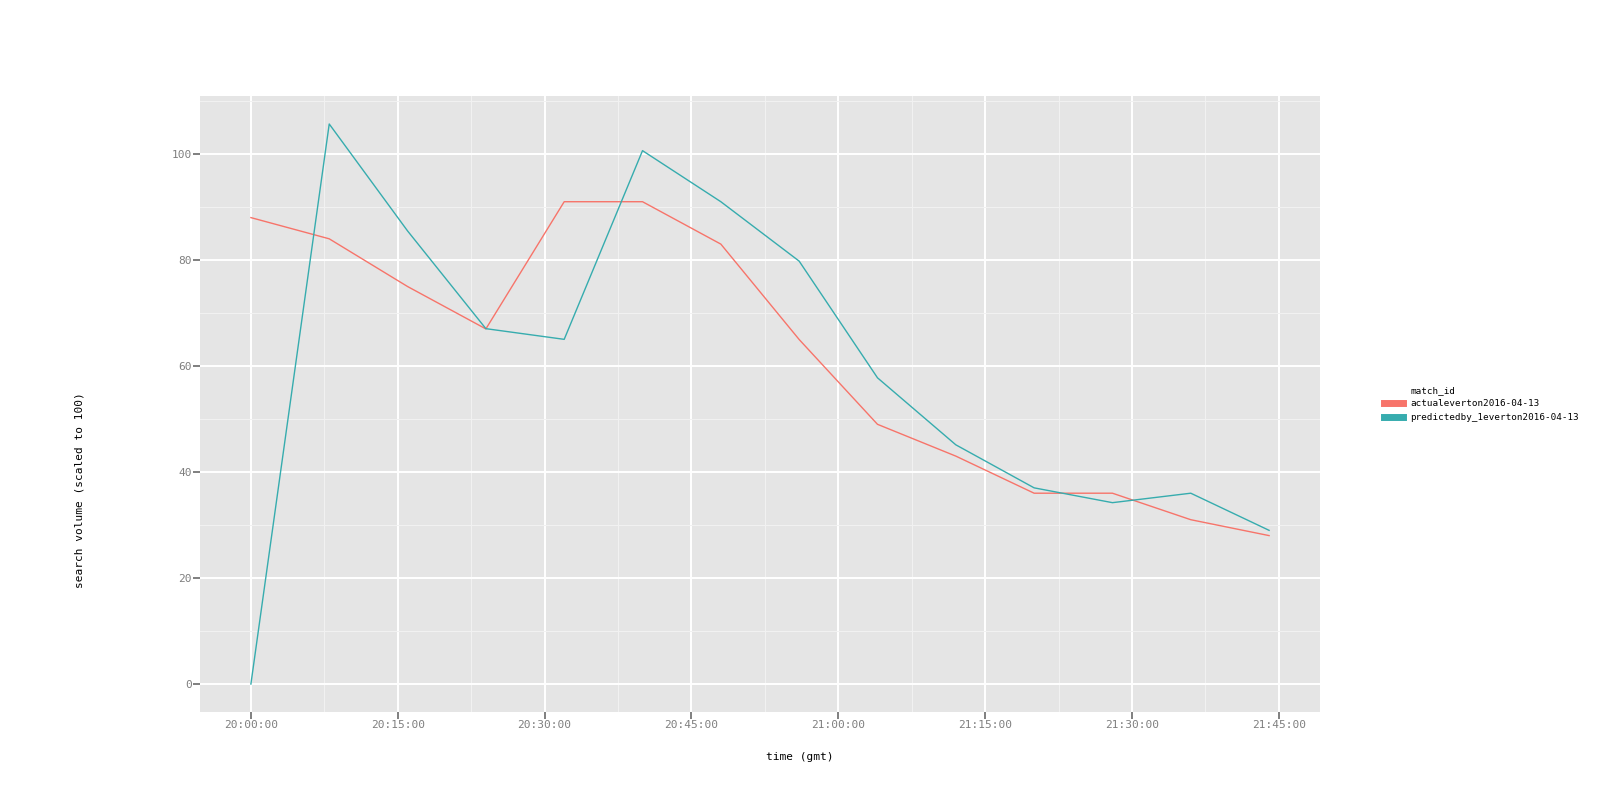 100
80
60
40
20
0
search volume (scaled to 100)
20:00:00 20:15:00 20:30:00 20:45:00 21:00:00 21:15:00 21:30:00 21:45:00
time (gmt)
match_id
actualeverton2016-04-13
predictedby_1everton2016-04-13